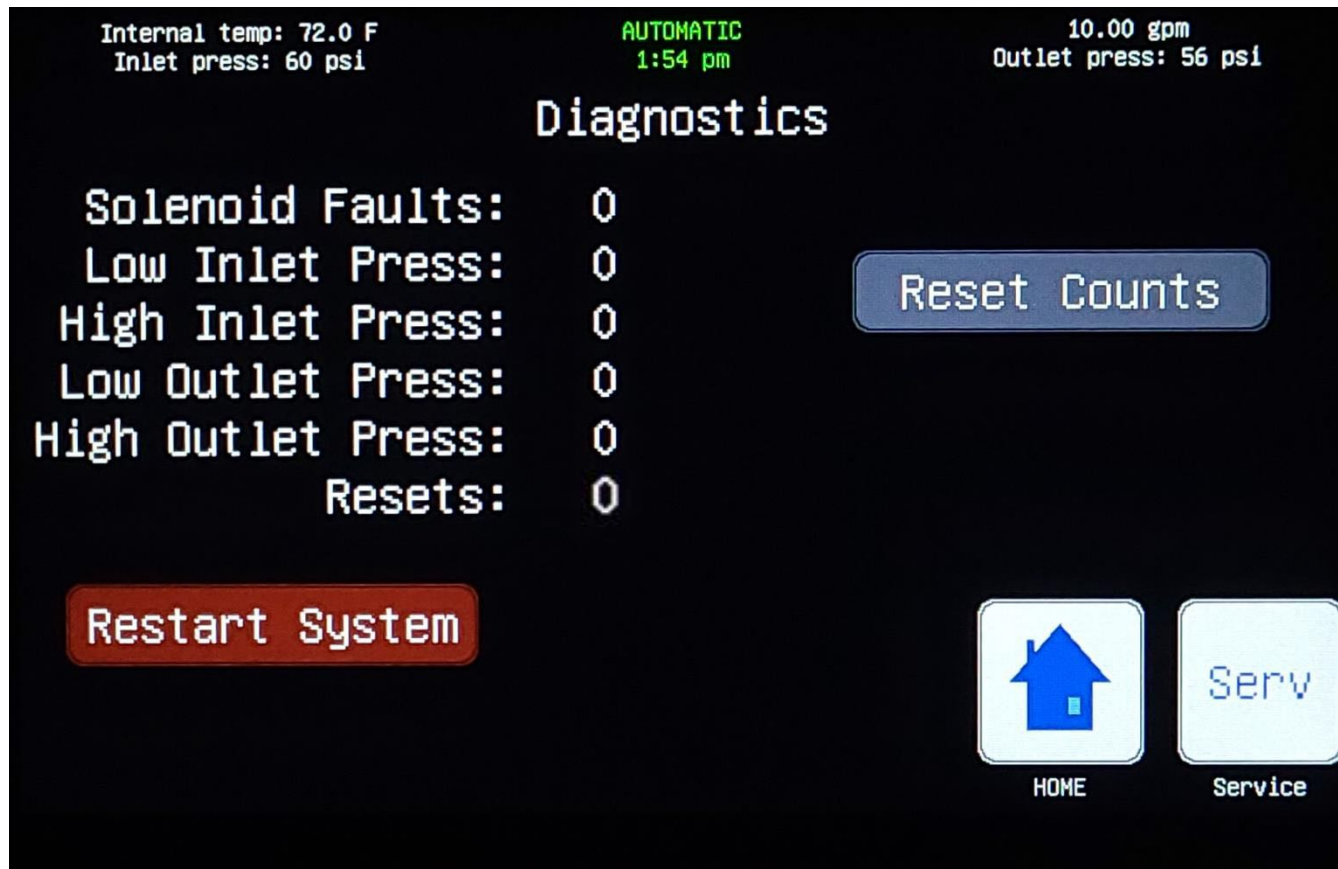 Internal temp: 72.0 F
Inlet press: 60 psi
AUTOMATIC
1:54 pm
10.00 gpm
Outlet press: 56 psi
Diagnostics
Solenoid Faults: 0
Low Inlet Press: 0
High Inlet Press: 0
Low Outlet Press: 0
High Outlet Press: 0
Resets: 0
Reset Counts
Restart System
Serv
HOME
Service